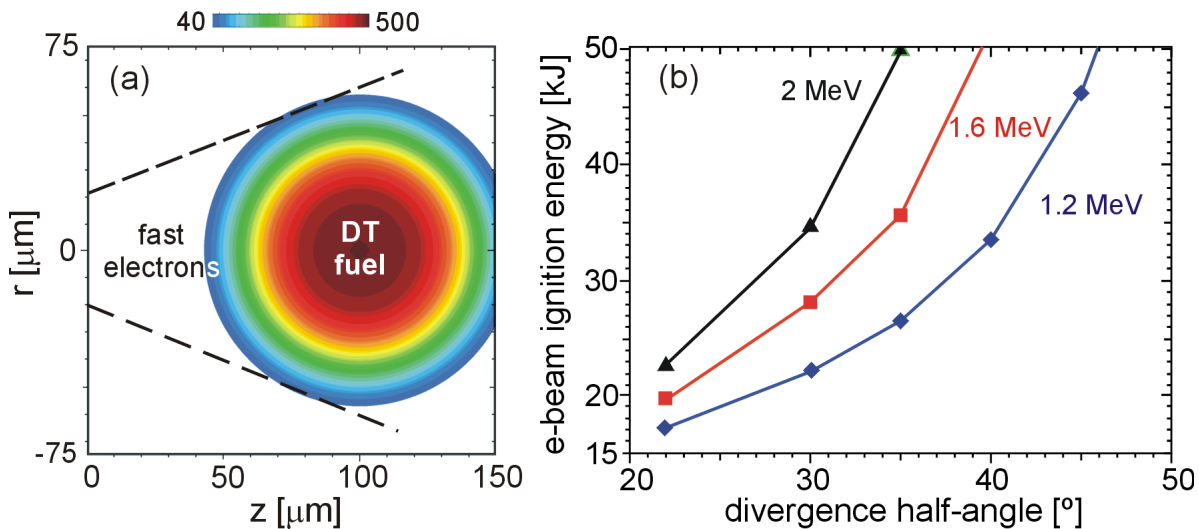 40 500
(a)
75
0
-75
r [μm]
fast
electrons
DT
fuel
0 50 100 150
z [μm]
(b)
50
40
30
20
15
e-beam ignition energy [kJ]
2 MeV
1.6 MeV
1.2 MeV
20 30 40 50
divergence half-angle [º]